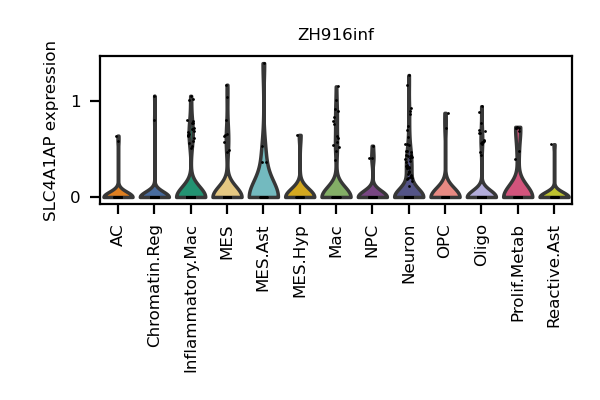 ZH916inf
SLC4A1AP expression
1
0
AC
Chromatin.Reg
Inflammatory.Mac
MES
MES.Ast
MES.Hyp
Mac
NPC
Neuron
OPC
Oligo
Prolif.Metab
Reactive.Ast